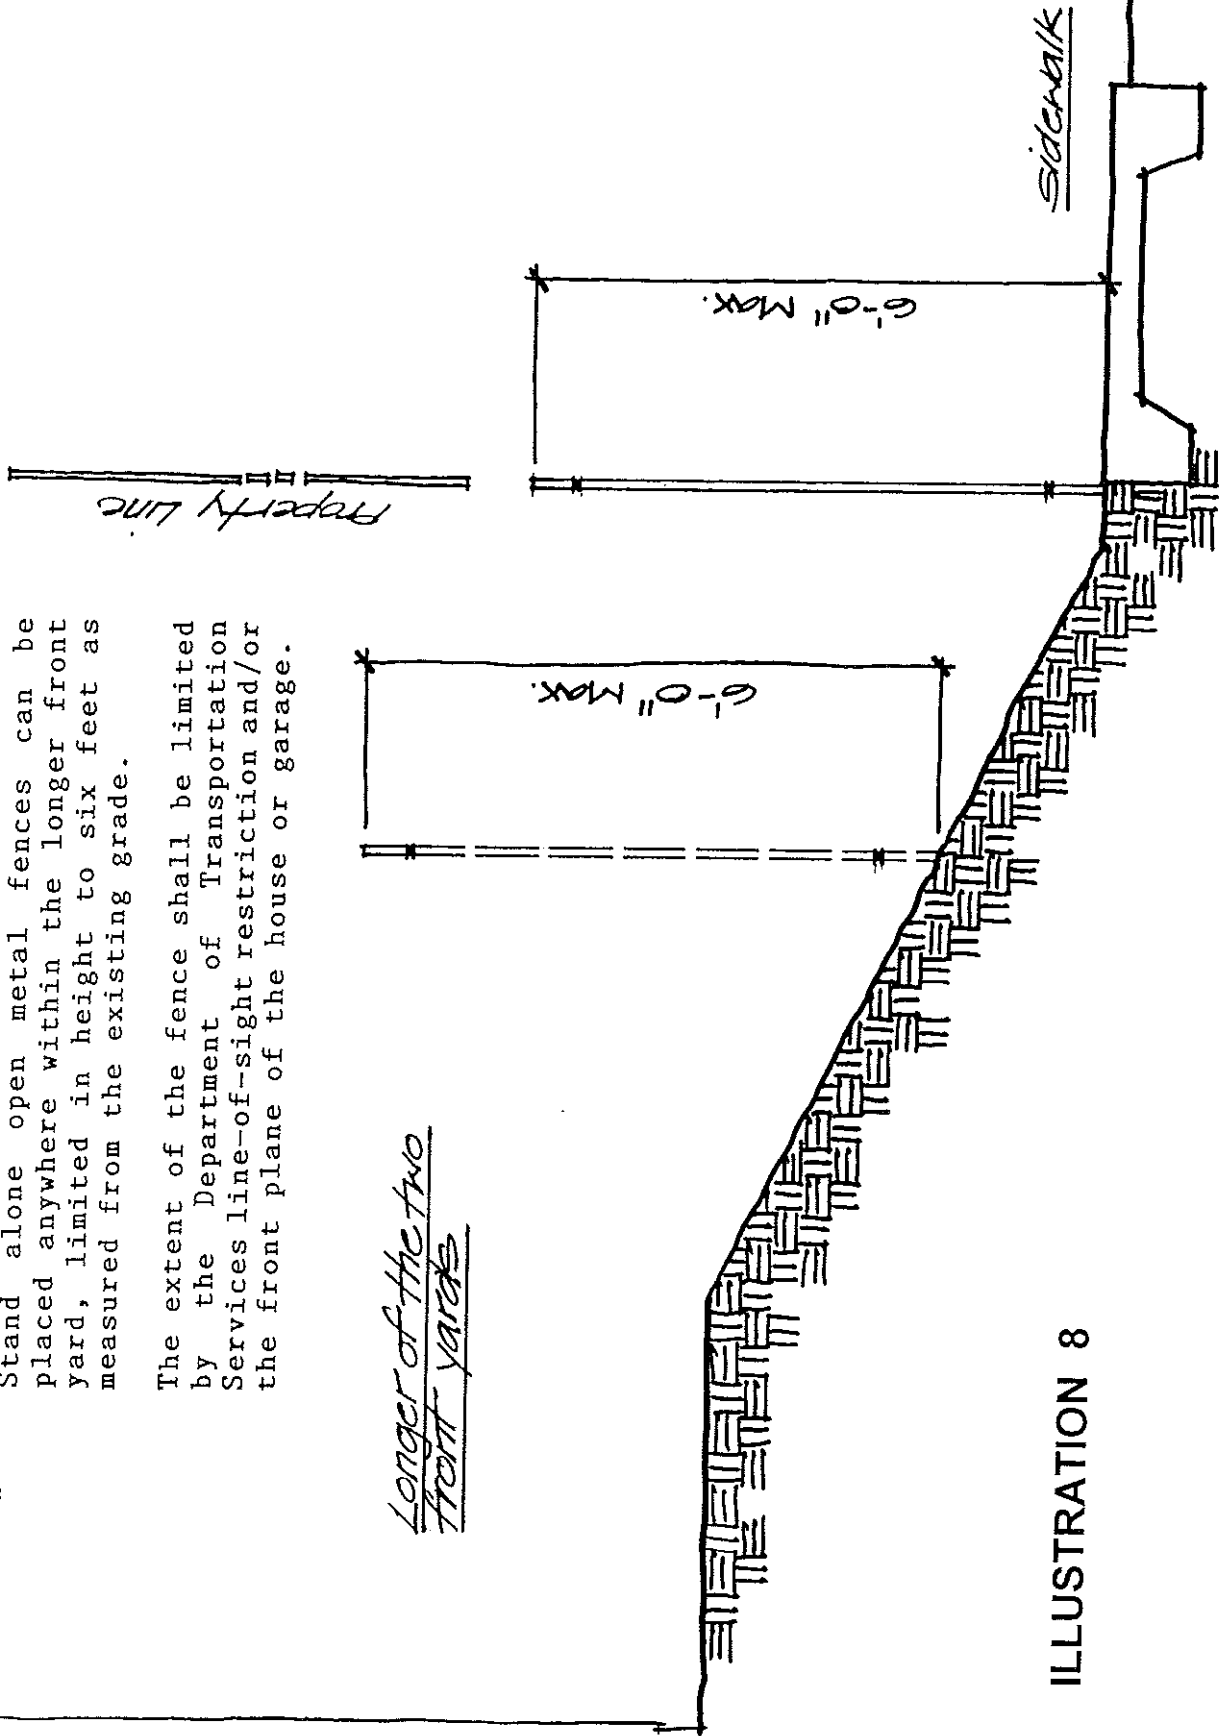 Stand alone open metal fences can be
placed anywhere within the longer front
yard, limited in height to six feet as
measured from the existing grade.
The extent of the fence shall be limited
by the Department of Transportation
Services line-of-sight restriction and/or
the front plane of the house or garage.
Longer of the two
front yards
Property Line
6'-0" Max.
6'-0" Max.
Sidewalk
ILLUSTRATION 8